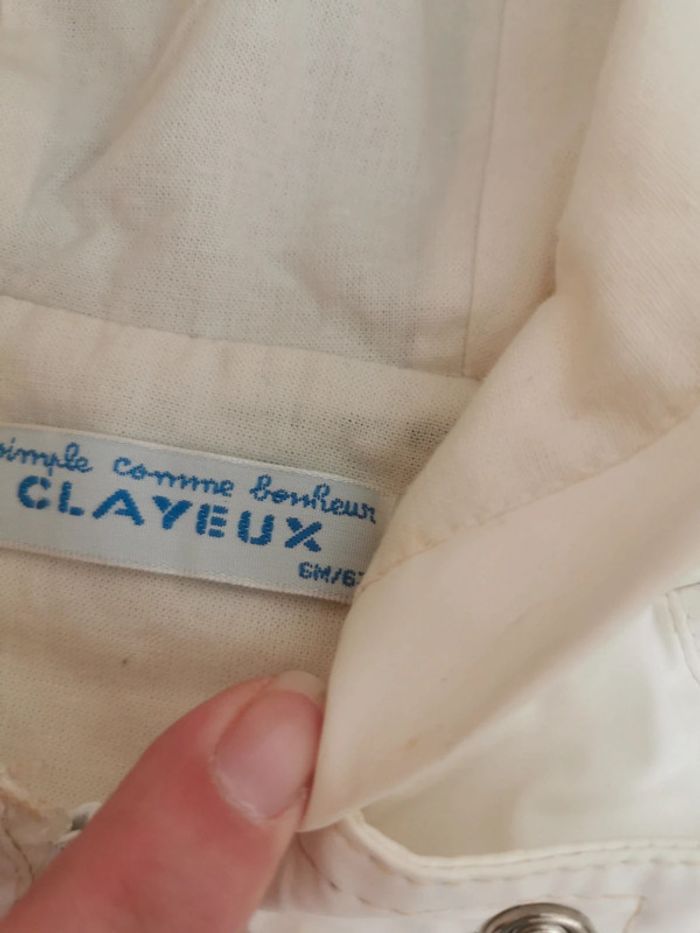 simple comme bonheur
CLAYEUX
6M/67